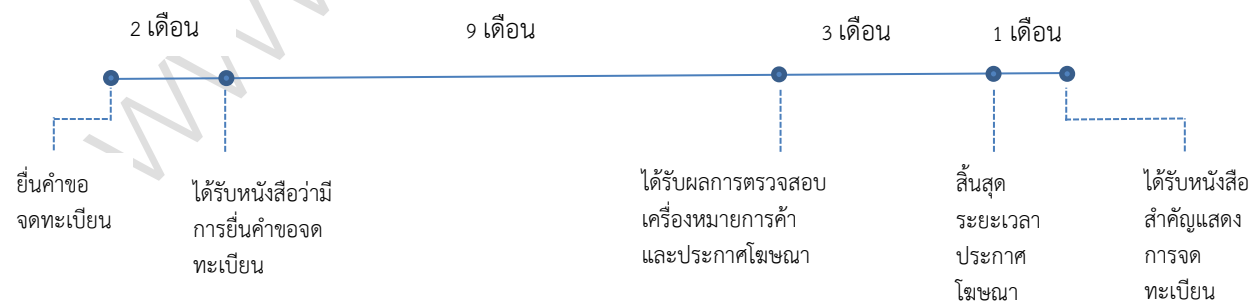 2 เดือน
9 เดือน
3 เดือน
1 เดือน
ยื่นคำขอ
จดทะเบียน
ได้รับหนังสือว่ามี
การยื่นคำขอจด
ทะเบียน
ได้รับผลการตรวจสอบ
เครื่องหมายการค้า
และประกาศโฆษณา
สิ้นสุด
ระยะเวลา
ประกาศ
โฆษณา
ได้รับหนังสือ
สำคัญแสดง
การจด
ทะเบียน